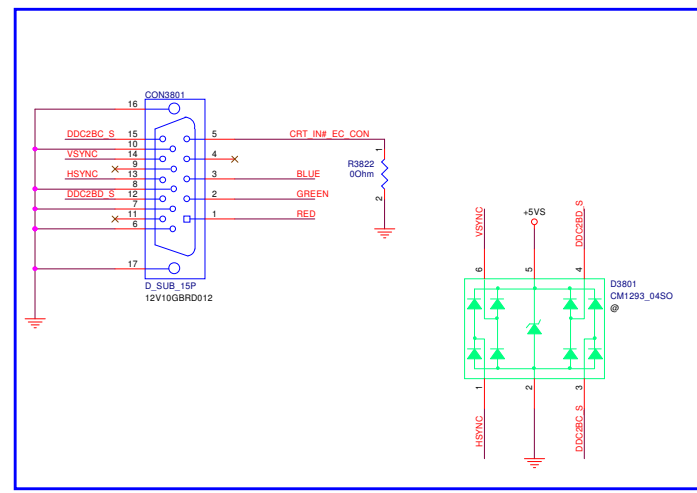 CON3801
16
DDC2BC_S 15
10
VSYNC 14
9
HSYNC 13
8
DDC2BD_S 12
7
11
6
17
5 CRT_IN#_EC_CON
4
3 BLUE
2 GREEN
1 RED
D_SUB_15P
12V10GBRD012
1
R3822
0Ohm
2
VSYNC
+5VS
DDC2BD_S
6
5
4
D3801
CM1293_04SO
@
1
2
3
HSYNC
DDC2BC_S